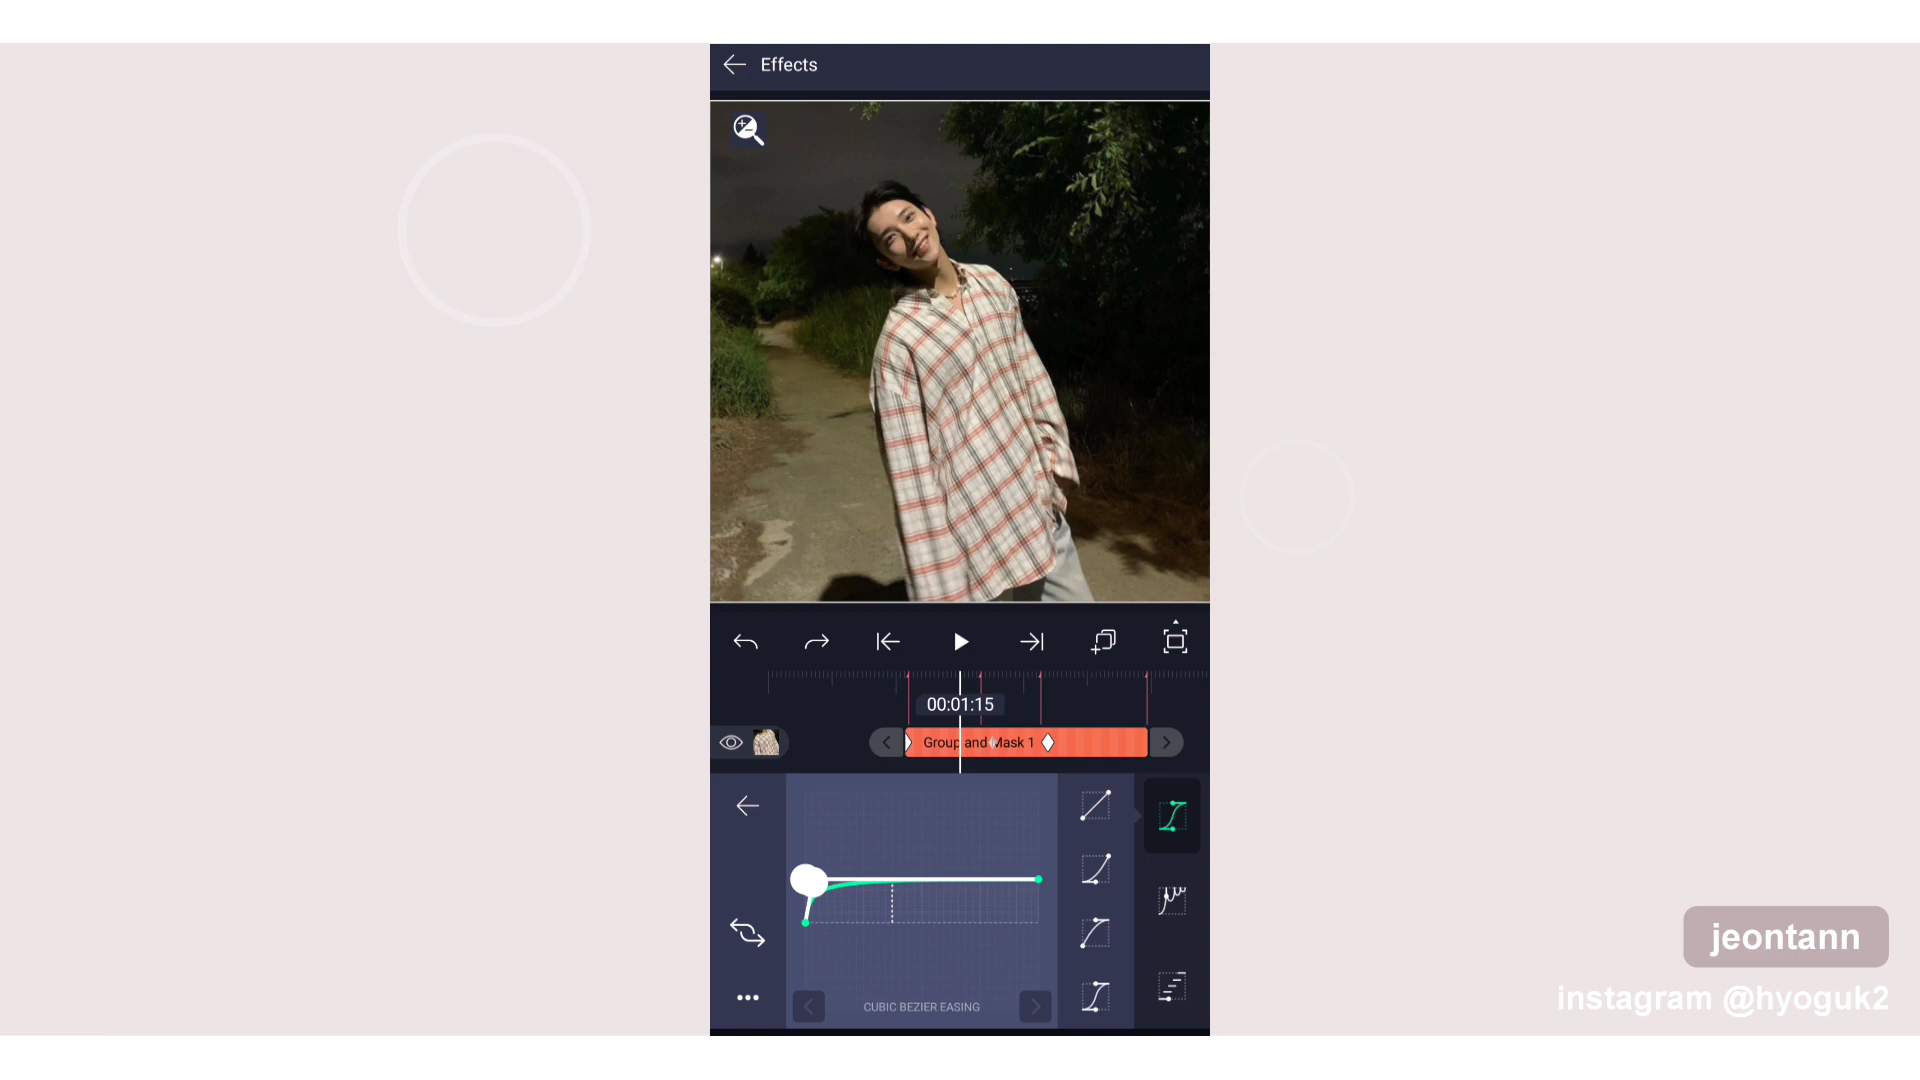 Effects
00:01:15
Group and Mask 1
CUBIC BEZIER EASING
jeontann
instagram @hyoguk2